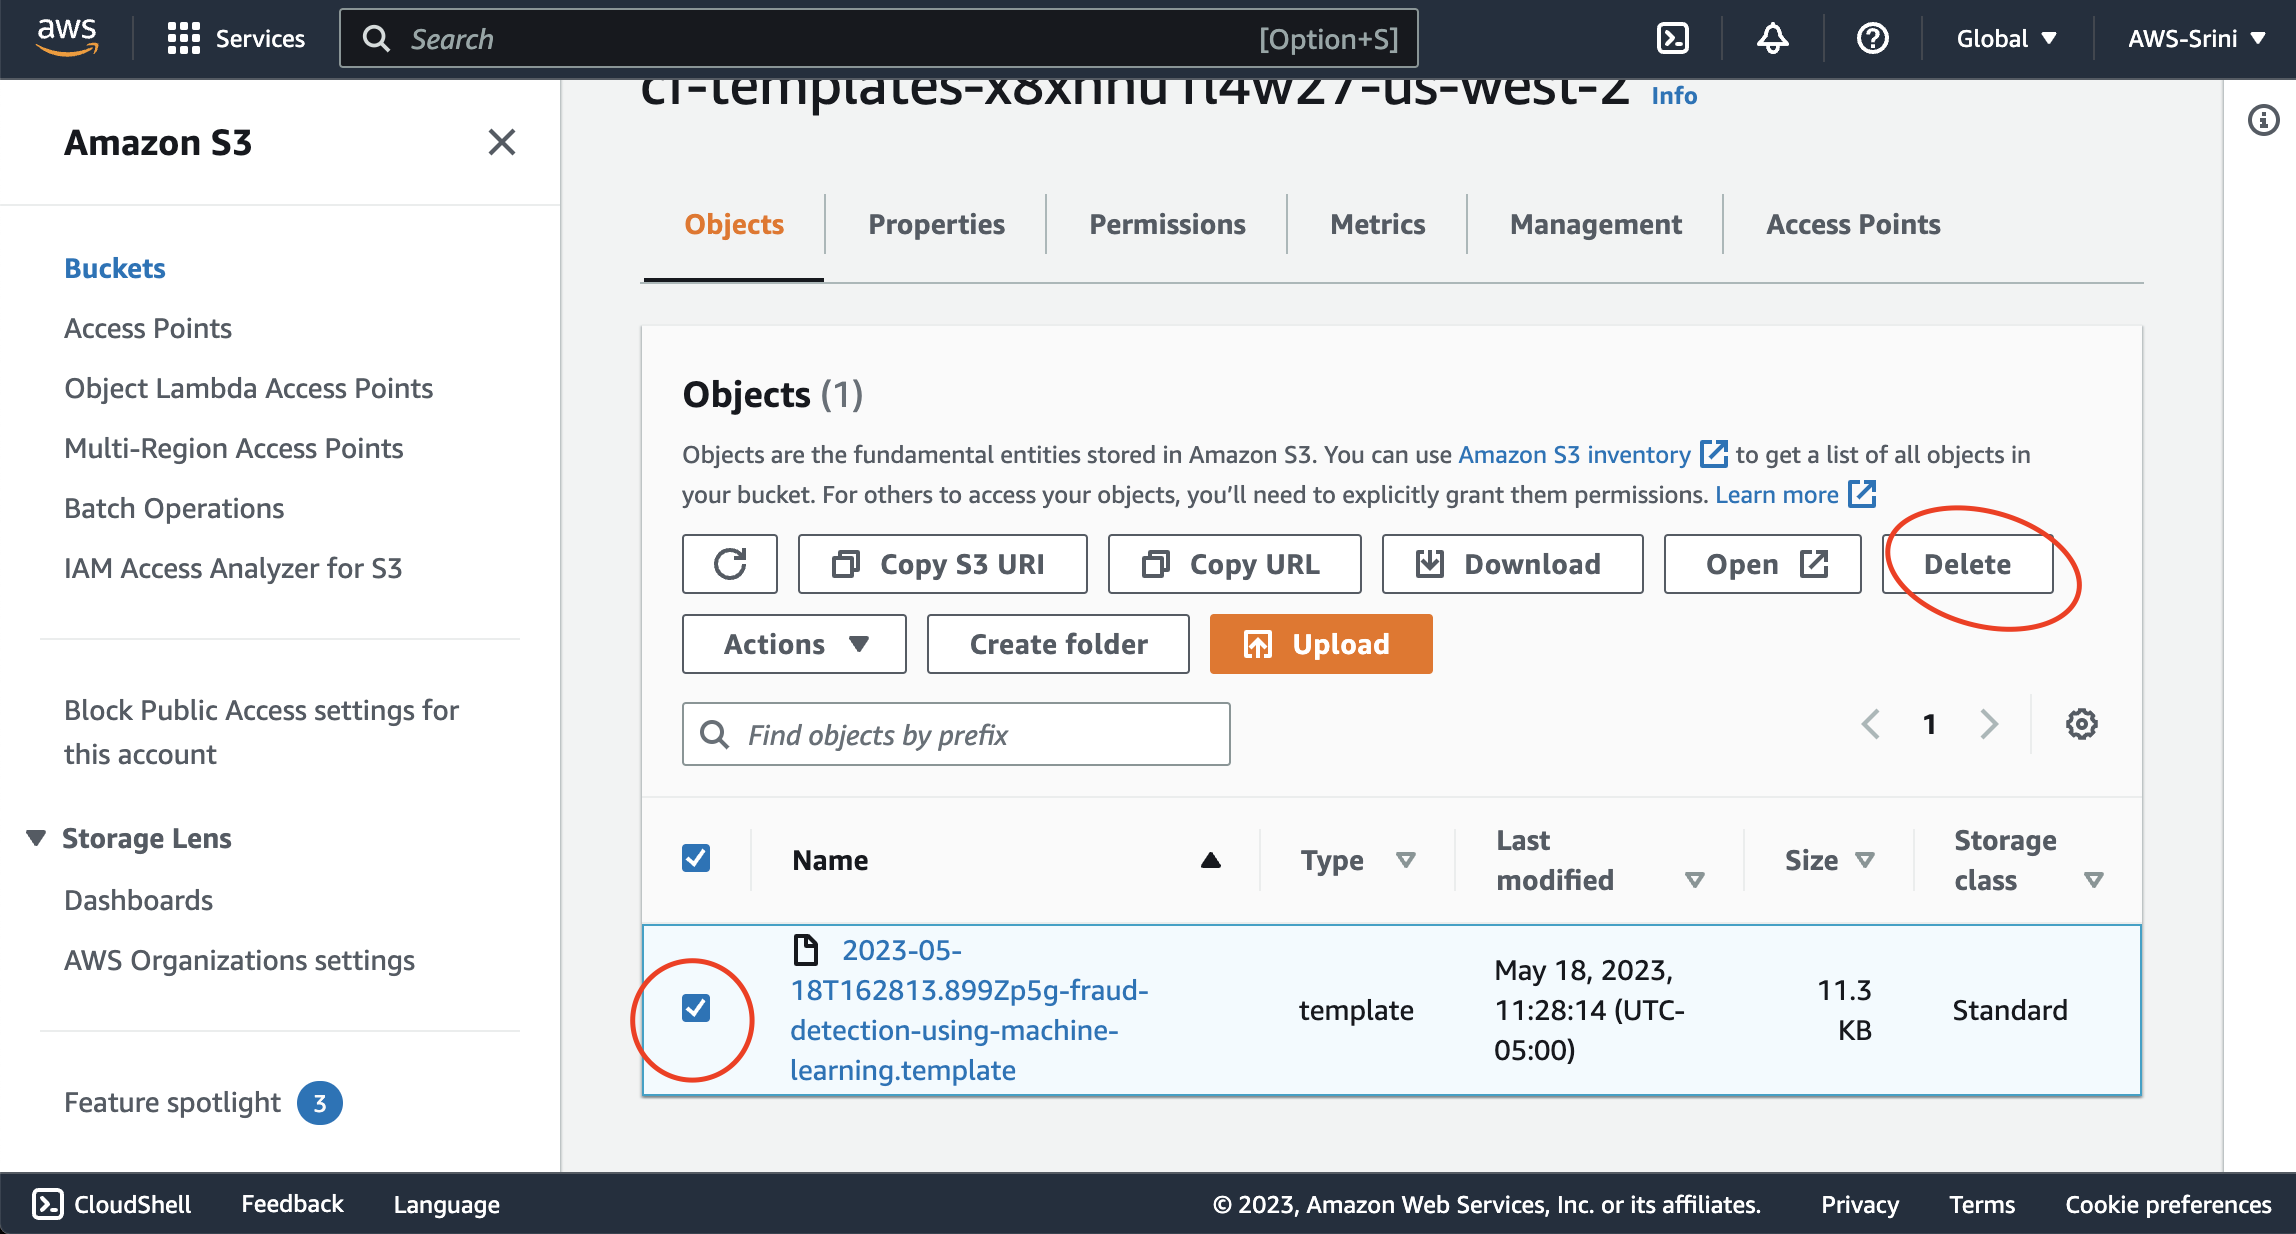 aws
Services
Search
[Option+S]
Global
AWS-Srini
Info
Amazon S3
Buckets
Access Points
Object Lambda Access Points
Multi-Region Access Points
Batch Operations
IAM Access Analyzer for S3
Block Public Access settings for
this account
Storage Lens
Dashboards
AWS Organizations settings
Feature spotlight 3
Objects
Properties
Permissions
Metrics
Management
Access Points
Objects (1)
Objects are the fundamental entities stored in Amazon S3. You can use Amazon S3 inventory to get a list of all objects in
your bucket. For others to access your objects, you’ll need to explicitly grant them permissions. Learn more
Copy S3 URI
Copy URL
Download
Open
Delete
Actions
Create folder
Upload
Find objects by prefix
1
Name
Type
Last
modified
Size
Storage
class
2023-05-
18T162813.899Zp5g-fraud-
detection-using-machine-
learning.template
template
May 18, 2023,
11:28:14 (UTC-
05:00)
11.3
KB
Standard
CloudShell
Feedback
Language
© 2023, Amazon Web Services, Inc. or its affiliates.
Privacy
Terms
Cookie preferences